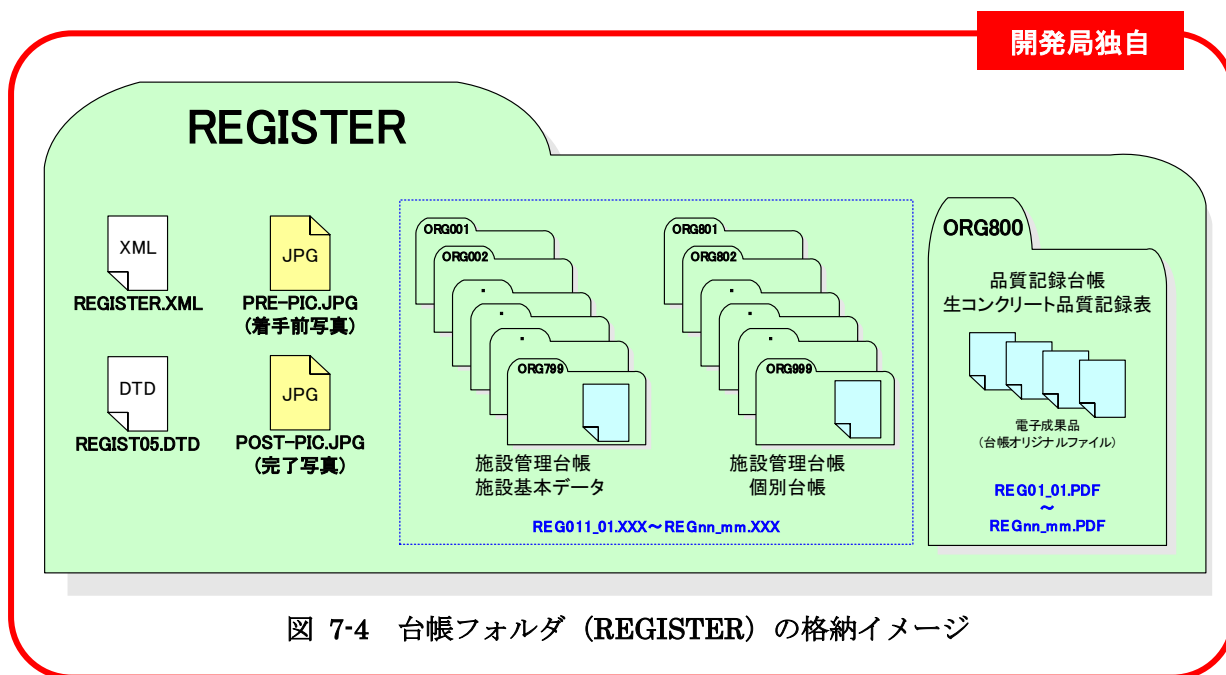 開発局独自
REGISTER
XML
REGISTER.XML
JPG
PRE-PIC.JPG
(着手前写真)
DTD
REGIST05.DTD
JPG
POST-PIC.JPG
(完了写真)
ORG001
ORG002
・
・
・
ORG799
施設管理台帳
施設基本データ
ORG801
ORG802
・
・
・
ORG999
施設管理台帳
個別台帳
REG011_01.XXX～REGnn_mm.XXX
ORG800
品質記録台帳
生コンクリート品質記録表
電子成果品
(台帳オリジナルファイル)
REG01_01.PDF
～
REGnn_mm.PDF
図 7-4 台帳フォルダ（REGISTER）の格納イメージ